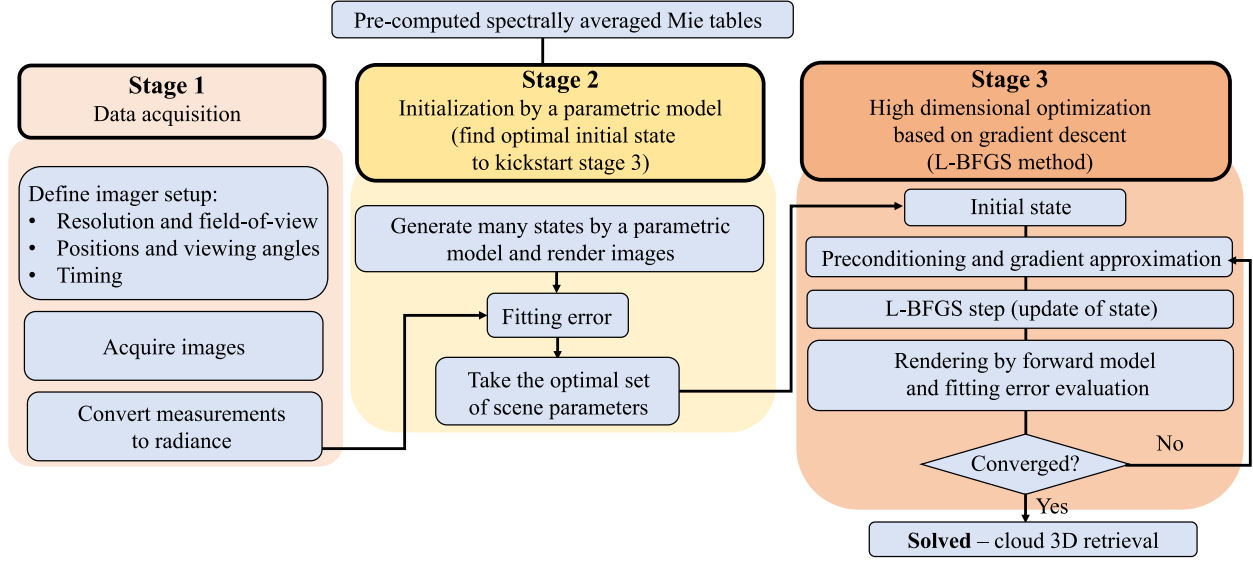 Pre-computed spectrally averaged Mie tables
Stage 1
Data acquisition
Define imager setup:
• Resolution and field-of-view
• Positions and viewing angles
• Timing
Acquire images
Convert measurements
to radiance
Stage 2
Initialization by a parametric model
(find optimal initial state
to kickstart stage 3)
Generate many states by a parametric
model and render images
Fitting error
Take the optimal set
of scene parameters
Stage 3
High dimensional optimization
based on gradient descent
(L-BFGS method)
Initial state
Preconditioning and gradient approximation
L-BFGS step (update of state)
Rendering by forward model
and fitting error evaluation
Converged?
No
Yes
Solved – cloud 3D retrieval